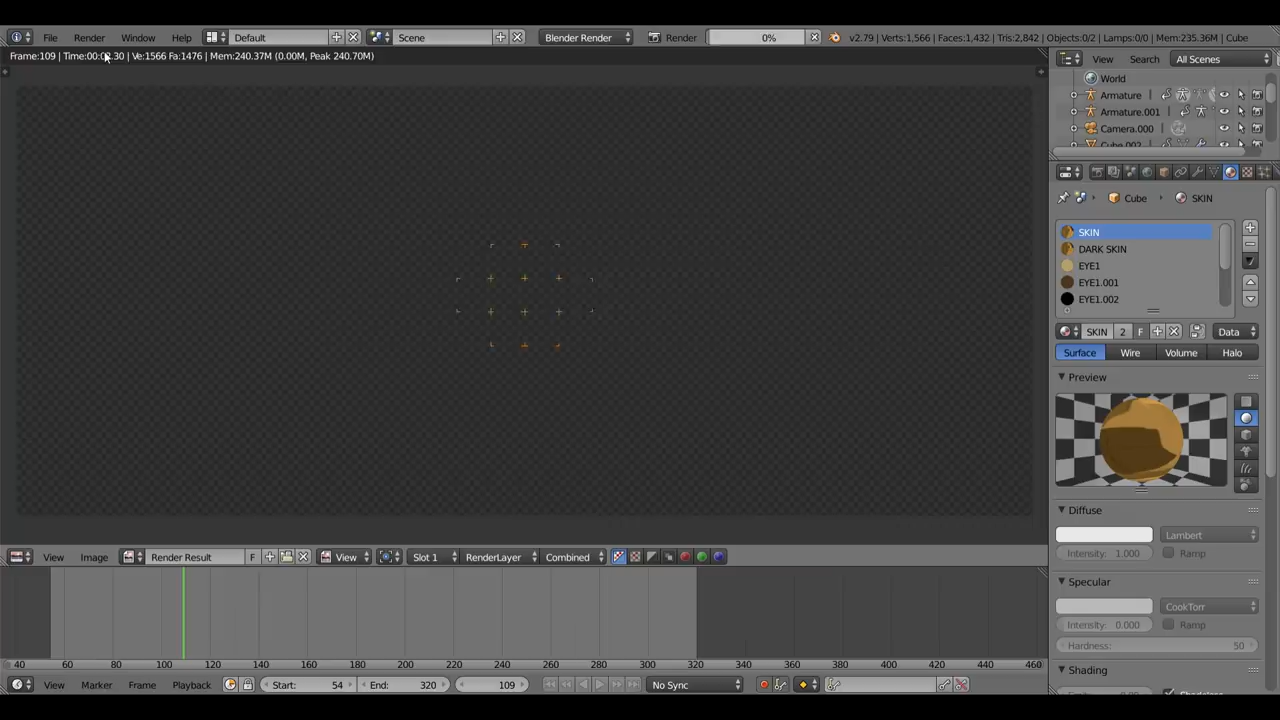 File Render Window Help Default Scene Blender Render Render 0% v2.79 | Verts:1,566 | Faces:1,432 | Tris:2,842 | Objects:0/2 | Lamps:0/0 | Mem:235.36M | Cube
Frame:109 | Time:00:0 .30 | Ve:1566 Fa:1476 | Mem:240.37M (0.00M, Peak 240.70M)
View Search All Scenes
World
Armature
Armature.001
Camera.000
Cube.002
Cube SKIN
SKIN
DARK SKIN
EYE1
EYE1.001
EYE1.002
SKIN 2 F Data
Surface Wire Volume Halo
Preview
Diffuse
Lambert
Intensity: 1.000 Ramp
Specular
CookTorr
Intensity: 0.000 Ramp
Hardness: 50
Shading
View Image Render Result F View Slot 1 RenderLayer Combined
40 60 80 100 120 140 160 180 200 220 240 260 280 300 320 340 360 380 400 420 440 460
View Marker Frame Playback Start: 54 End: 320 109 No Sync